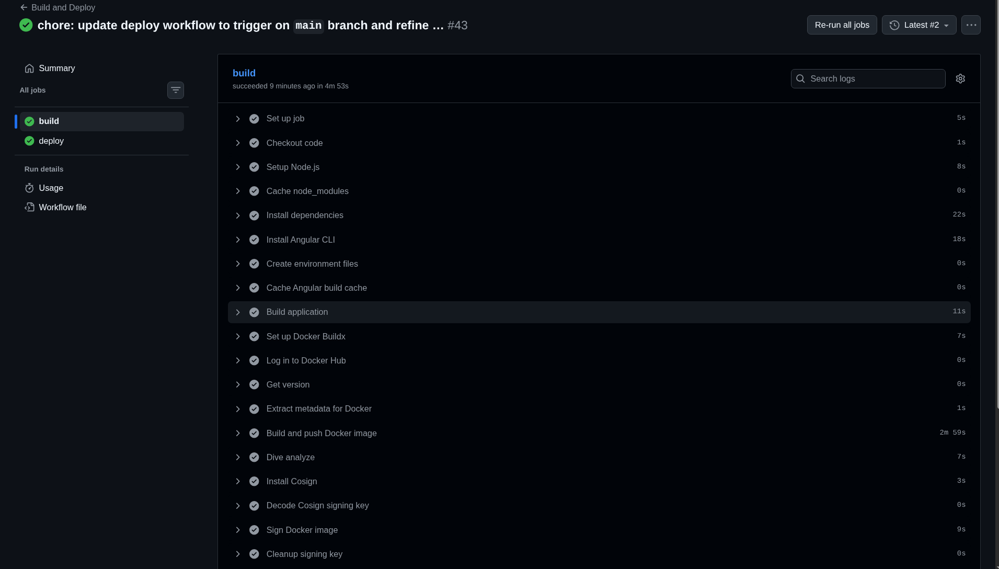 Build and Deploy
chore: update deploy workflow to trigger on main branch and refine … #43
Re-run all jobs
Latest #2
Summary
All jobs
build
deploy
Run details
Usage
Workflow file
build
succeeded 9 minutes ago in 4m 53s
Search logs
Set up job 5s
Checkout code 1s
Setup Node.js 8s
Cache node_modules 0s
Install dependencies 22s
Install Angular CLI 18s
Create environment files 0s
Cache Angular build cache 0s
Build application 11s
Set up Docker Buildx 7s
Log in to Docker Hub 0s
Get version 0s
Extract metadata for Docker 1s
Build and push Docker image 2m 59s
Dive analyze 7s
Install Cosign 3s
Decode Cosign signing key 0s
Sign Docker image 9s
Cleanup signing key 0s